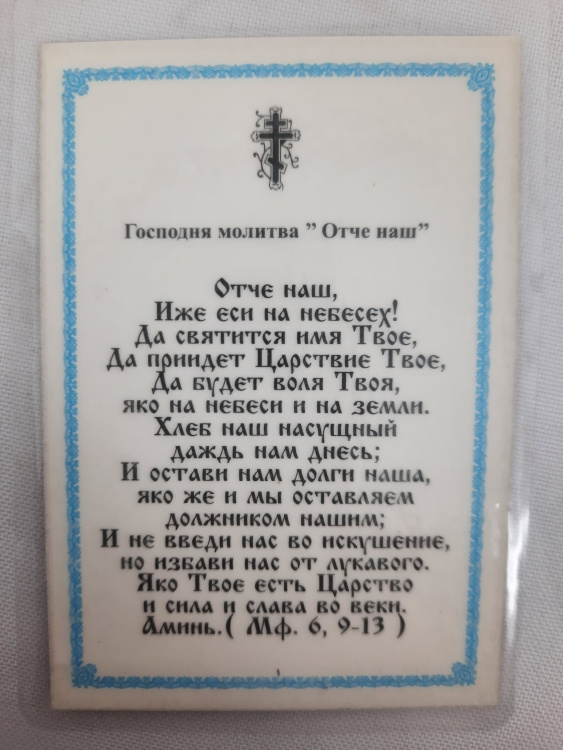 Господня молитва ” Отче наш”
Отче наш,
Иже еси на небесех!
Да святится имя Твое,
Да приидет Царствие Твое,
Да будет воля Твоя,
яко на небеси и на земли.
Хлеб наш насущный
даждь нам днесь;
И остави нам долги наша,
яко же и мы оставляем
должником нашим;
И не введи нас во искушение,
но избави нас от лукавого.
Яко Твое есть Царство
и сила и слава во веки.
Аминь.( Мф. 6, 9-13 )